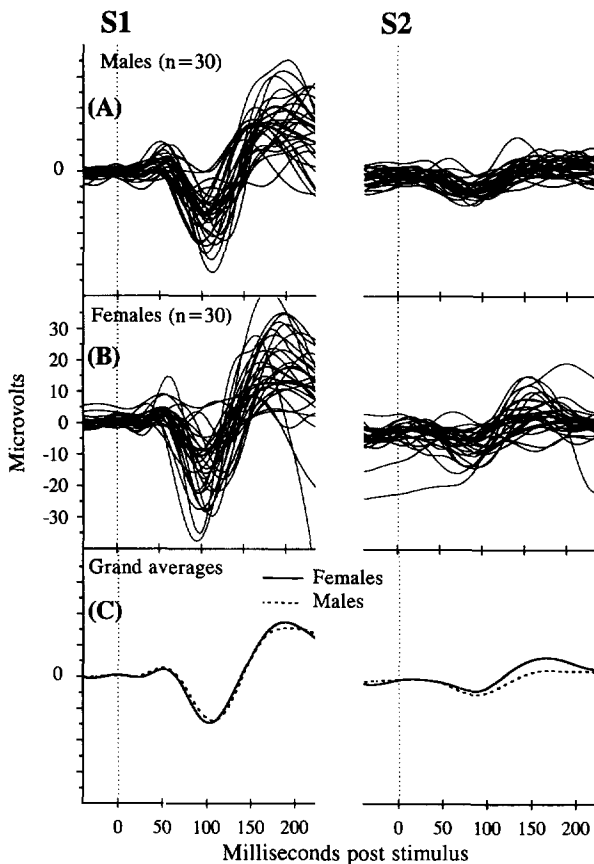 S1 S2
Males (n=30)
(A)
0
Females (n=30)
(B)
30
20
10
0
-10
-20
-30
Microvolts
Grand averages
Females
Males
(C)
0
0 50 100 150 200 0 50 100 150 200
Milliseconds post stimulus